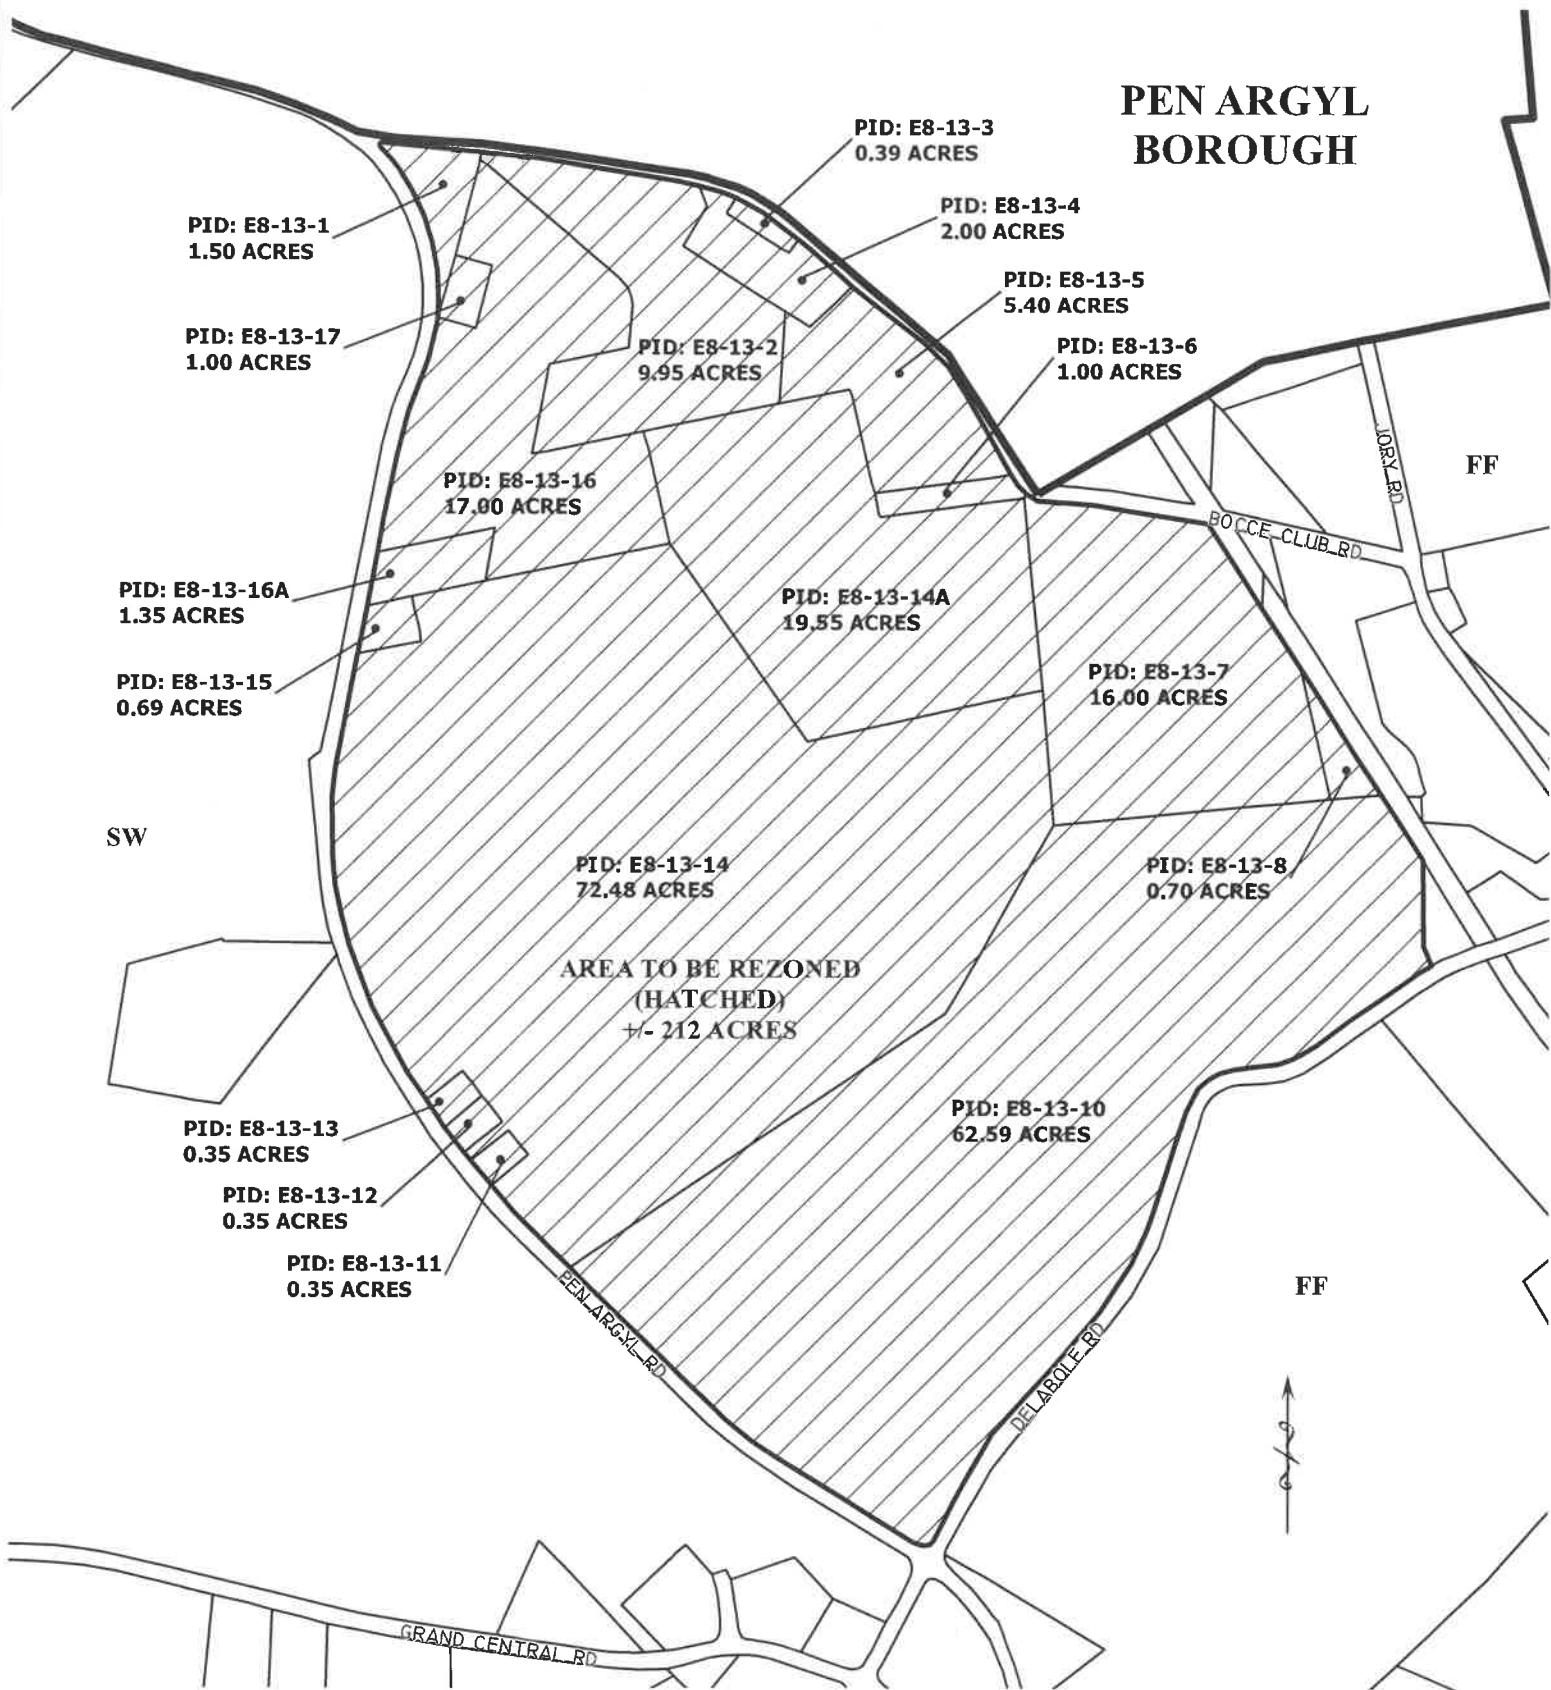 PEN ARGYL
BOROUGH
PID: E8-13-3
0.39 ACRES
PID: E8-13-4
2.00 ACRES
PID: E8-13-1
1.50 ACRES
PID: E8-13-5
5.40 ACRES
PID: E8-13-17
1.00 ACRES
PID: E8-13-2
9.95 ACRES
PID: E8-13-6
1.00 ACRES
JORY RD
FF
PID: E8-13-16
17.00 ACRES
BOCCE CLUB RD
PID: E8-13-16A
1.35 ACRES
PID: E8-13-14A
19.55 ACRES
PID: E8-13-15
0.69 ACRES
PID: E8-13-7
16.00 ACRES
SW
PID: E8-13-14
72.48 ACRES
PID: E8-13-8
0.70 ACRES
AREA TO BE REZONED
(HATCHED)
+/- 212 ACRES
PID: E8-13-13
0.35 ACRES
PID: E8-13-10
62.59 ACRES
PID: E8-13-12
0.35 ACRES
PID: E8-13-11
0.35 ACRES
PEN ARGYL RD
FF
DELABOLE RD
GRAND CENTRAL RD